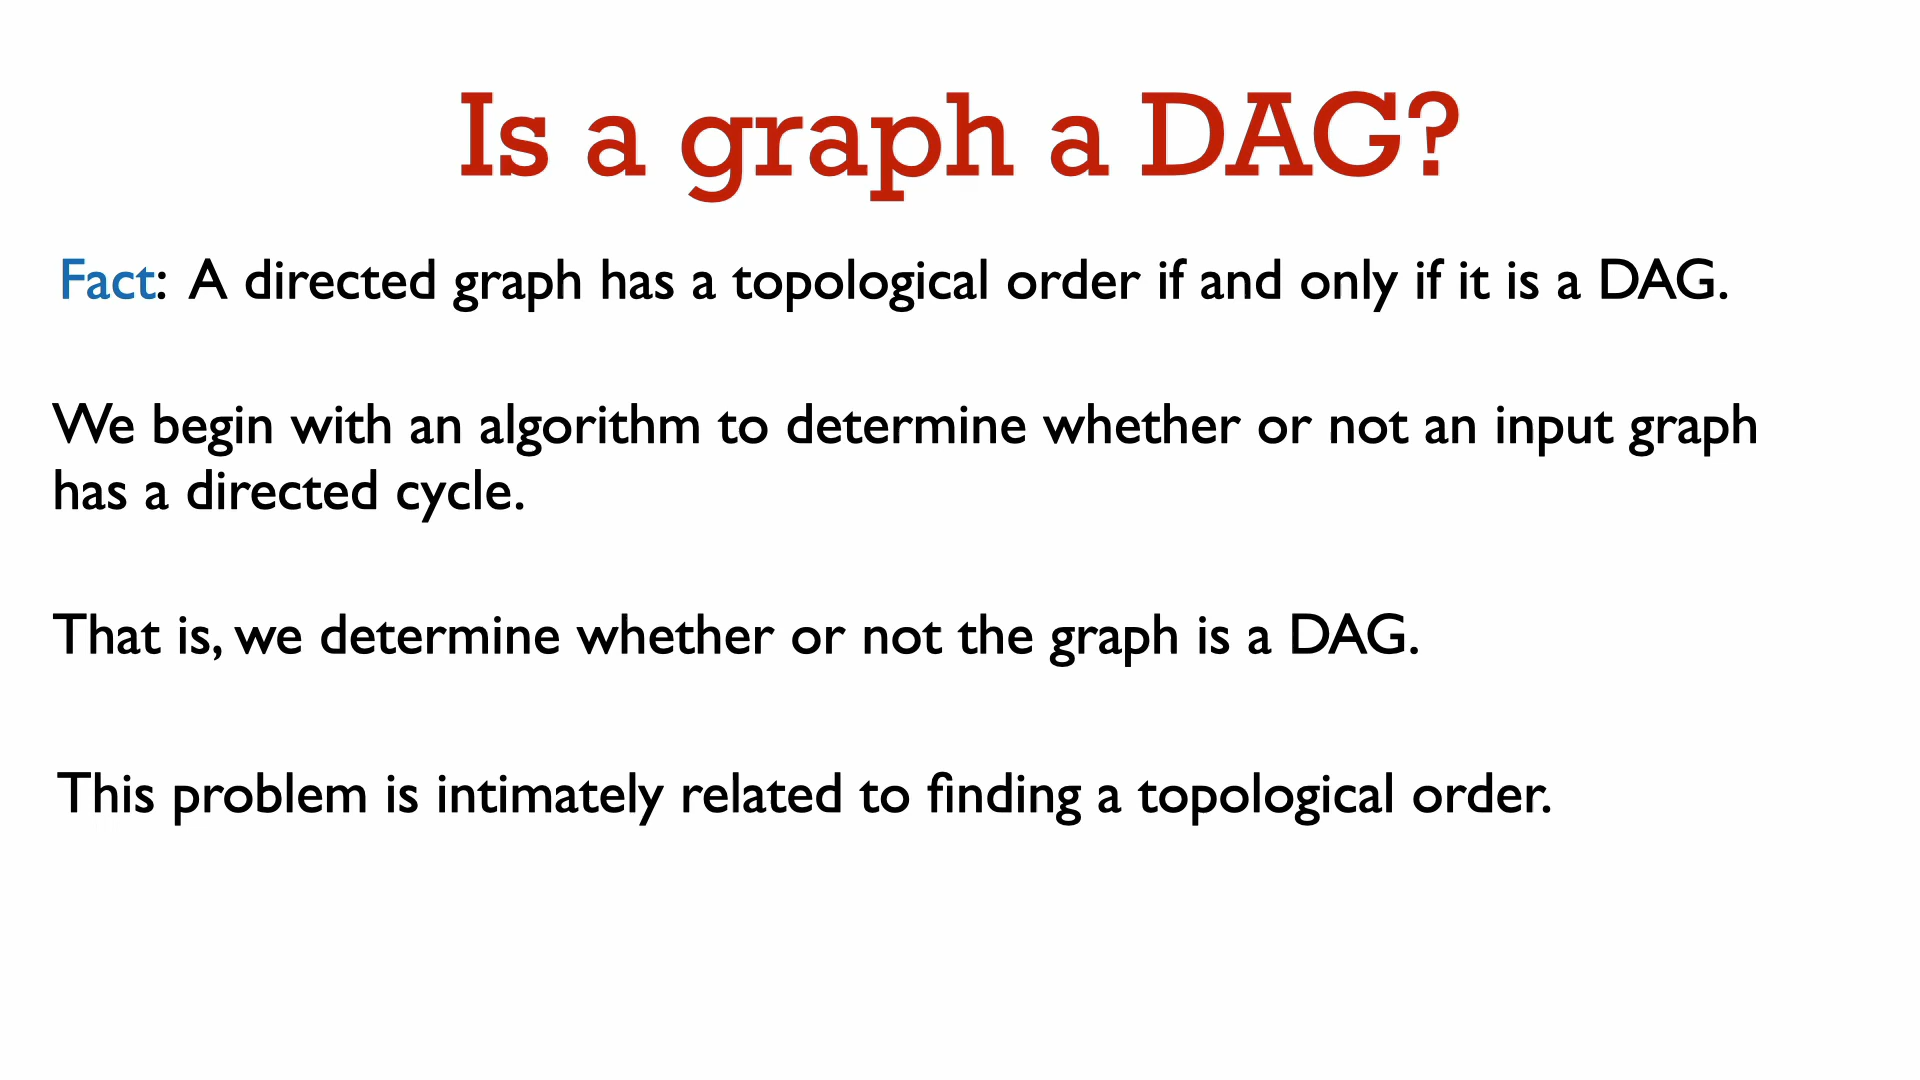 Is a graph a DAG?
Fact: A directed graph has a topological order if and only if it is a DAG.
We begin with an algorithm to determine whether or not an input graph
has a directed cycle.
That is, we determine whether or not the graph is a DAG.
This problem is intimately related to finding a topological order.